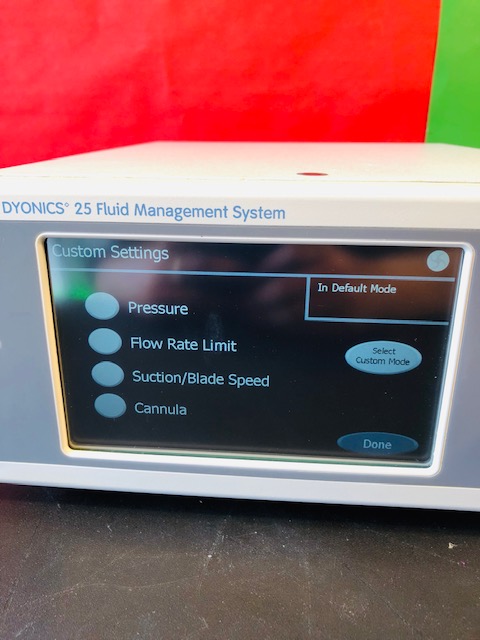 DYONICS® 25 Fluid Management System
Custom Settings
In Default Mode
Pressure
Flow Rate Limit
Select
Custom Mode
Suction/Blade Speed
Cannula
Done